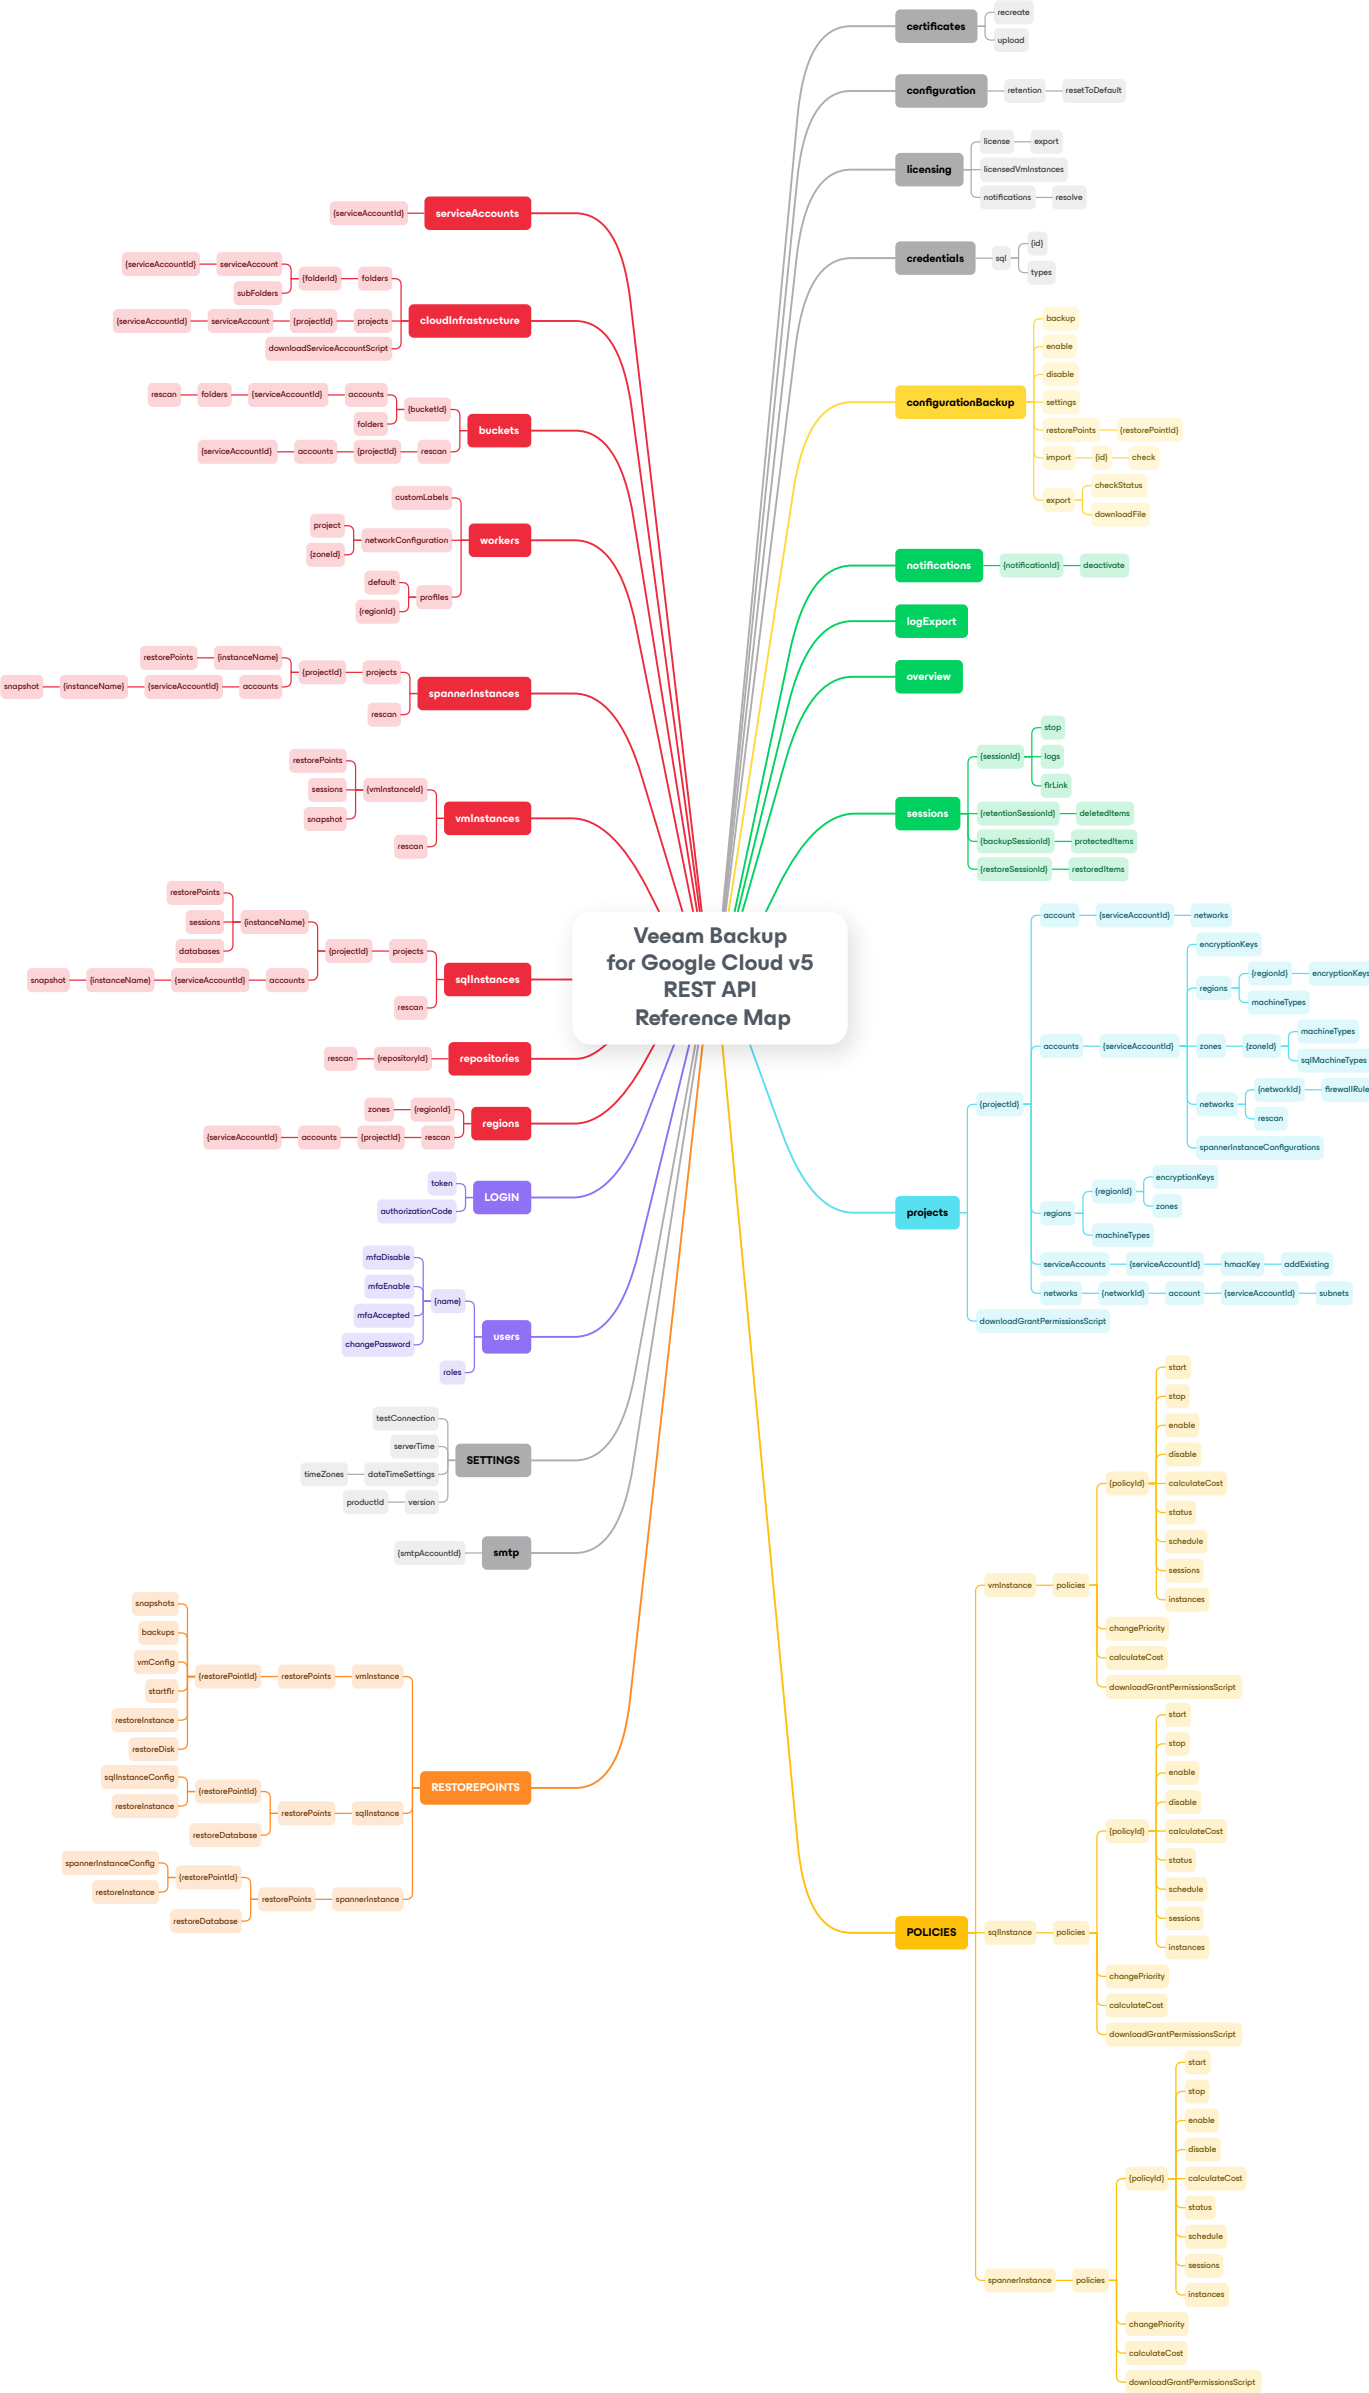 Veeam Backup
for Google Cloud v5
REST API
Reference Map
certificates
recreate
upload
configuration
retention
resetToDefault
licensing
license
export
licensedVmInstances
notifications
resolve
credentials
sql
{id}
types
configurationBackup
backup
enable
disable
settings
restorePoints
{restorePointId}
import
{id}
check
export
checkStatus
downloadFile
notifications
{notificationId}
deactivate
logExport
overview
sessions
{sessionId}
stop
logs
flrLink
{retentionSessionId}
deletedItems
{backupSessionId}
protectedItems
{restoreSessionId}
restoredItems
projects
{projectId}
account
{serviceAccountId}
networks
accounts
{serviceAccountId}
encryptionKeys
regions
{regionId}
encryptionKeys
machineTypes
zones
{zoneId}
machineTypes
sqlMachineTypes
networks
{networkId}
firewallRule
rescan
spannerInstanceConfigurations
regions
{regionId}
encryptionKeys
zones
machineTypes
serviceAccounts
{serviceAccountId}
hmacKey
addExisting
networks
{networkId}
account
{serviceAccountId}
subnets
downloadGrantPermissionsScript
POLICIES
vmInstance
policies
{policyId}
start
stop
enable
disable
calculateCost
status
schedule
sessions
instances
changePriority
calculateCost
downloadGrantPermissionsScript
sqlInstance
policies
{policyId}
start
stop
enable
disable
calculateCost
status
schedule
sessions
instances
changePriority
calculateCost
downloadGrantPermissionsScript
spannerInstance
policies
{policyId}
start
stop
enable
disable
calculateCost
status
schedule
sessions
instances
changePriority
calculateCost
downloadGrantPermissionsScript
serviceAccounts
{serviceAccountId}
cloudInfrastructure
folders
{folderId}
serviceAccount
{serviceAccountId}
subFolders
projects
{projectId}
serviceAccount
{serviceAccountId}
downloadServiceAccountScript
buckets
{bucketId}
accounts
{serviceAccountId}
folders
rescan
folders
rescan
{projectId}
accounts
{serviceAccountId}
workers
customLabels
networkConfiguration
project
{zoneId}
profiles
default
{regionId}
spannerInstances
projects
{projectId}
{instanceName}
restorePoints
accounts
{serviceAccountId}
{instanceName}
snapshot
rescan
vmInstances
{vmInstanceId}
restorePoints
sessions
snapshot
rescan
sqlInstances
projects
{projectId}
{instanceName}
restorePoints
sessions
databases
accounts
{serviceAccountId}
{instanceName}
snapshot
rescan
repositories
{repositoryId}
rescan
regions
{regionId}
zones
rescan
{projectId}
accounts
{serviceAccountId}
LOGIN
token
authorizationCode
users
{name}
mfaDisable
mfaEnable
mfaAccepted
changePassword
roles
SETTINGS
testConnection
serverTime
dateTimeSettings
timeZones
version
productId
smtp
{smtpAccountId}
RESTOREPOINTS
vmInstance
restorePoints
{restorePointId}
snapshots
backups
vmConfig
startflr
restoreInstance
restoreDisk
sqlInstance
restorePoints
{restorePointId}
sqlInstanceConfig
restoreInstance
restoreDatabase
spannerInstance
restorePoints
{restorePointId}
spannerInstanceConfig
restoreInstance
restoreDatabase